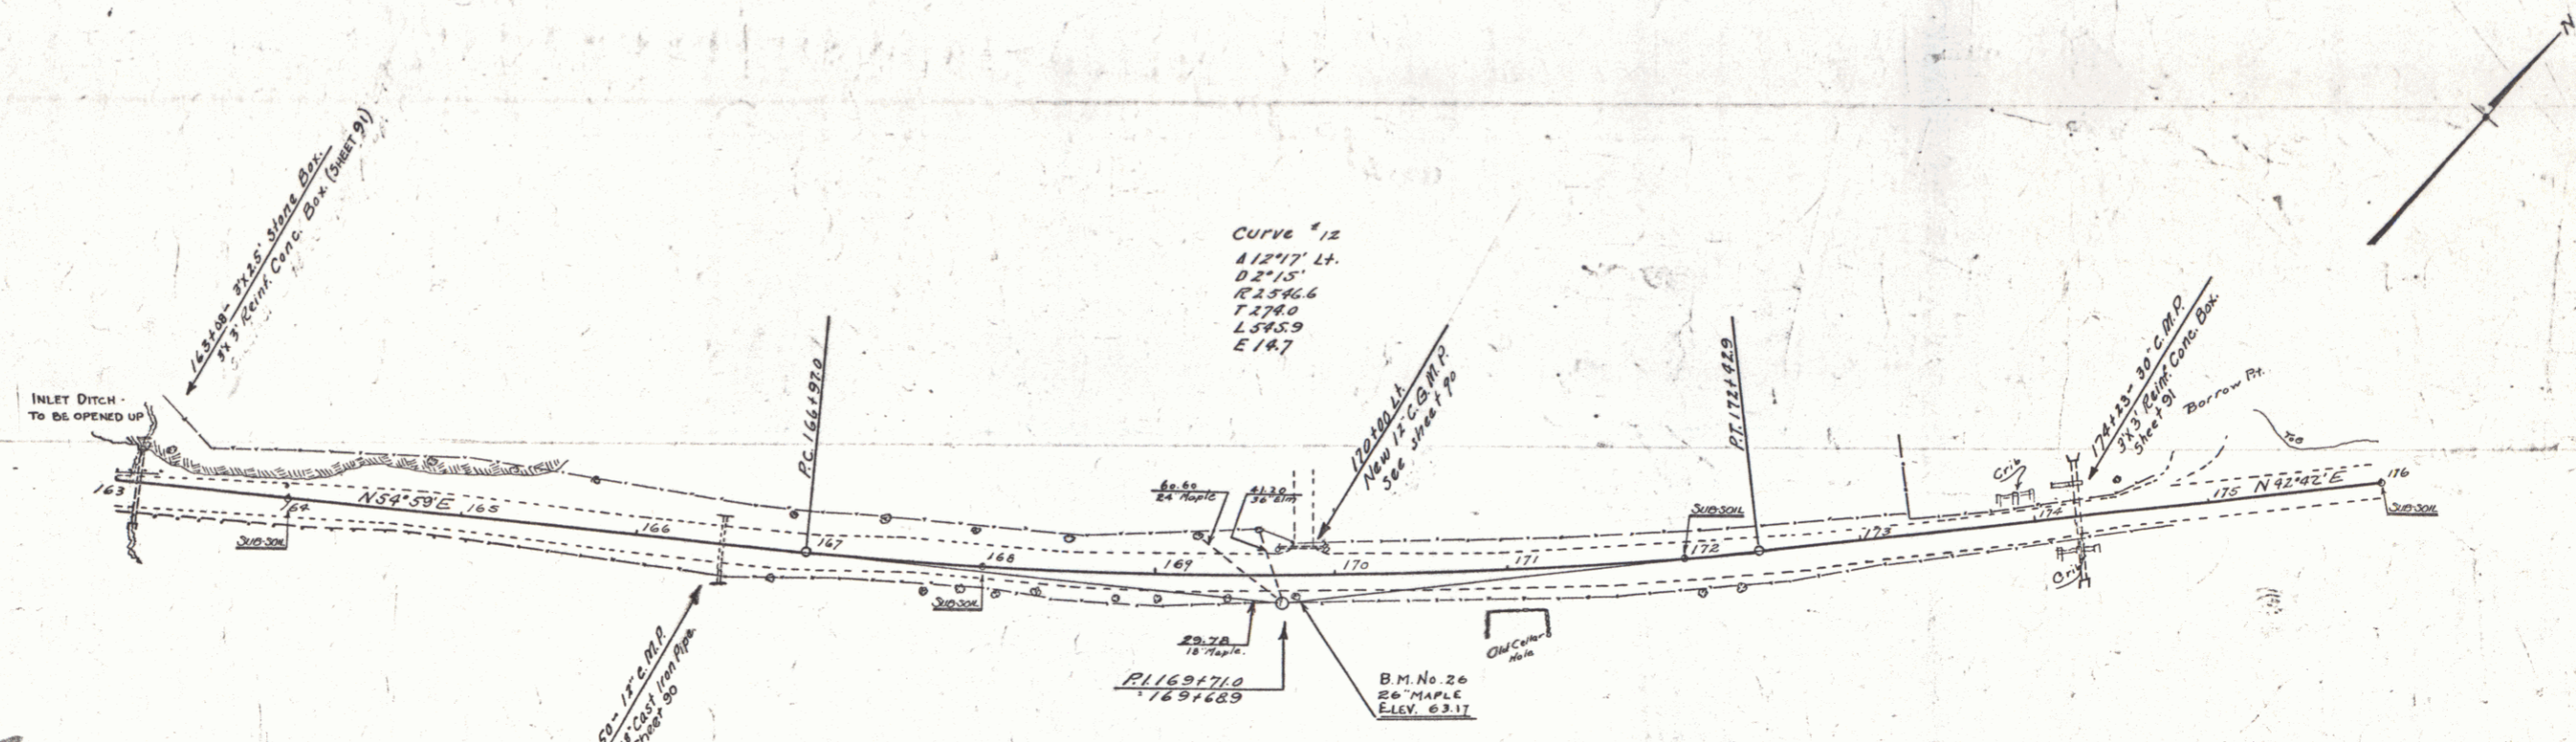 N
163+08- 3'x2.5' Stone Box.
3'x3' Reinf. Conc. Box. (SHEET 91)
INLET DITCH -
TO BE OPENED UP
P.C. 166+97.0
Curve #12
Δ 12°17' Lt.
D 2°15'
R 2546.6
T 274.0
L 545.9
E 14.7
170+00 Lt.
New 12" C.G.M.P.
see sheet 90
P.T. 172+42.9
174+23- 30" C.M.P.
3'x3' Reinf. Conc. Box.
Sheet 91
Borrow Pit.
Top
Crib
163
164
N54°59'E
165
166
167
168
169
170
171
172
173
174
175
N42°42'E
176
SUB-SOIL
SUB-SOIL
SUB-SOIL
SUB-SOIL
60.60
24" Maple
41.20
36" Elm
29.78
18" Maple.
P.I. 169+71.0
= 169+68.9
B.M. No. 26
26" MAPLE
ELEV. 63.17
Old Cellar
Hole
Crib
50- 12" C.M.P.
Cast Iron Pipe.
sheet 90